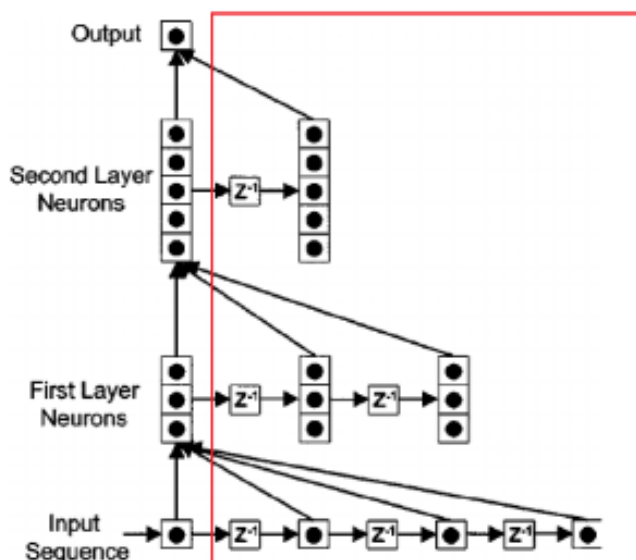 Output
Second Layer
Neurons
Z-1
First Layer
Neurons
Z-1
Z-1
Input
Sequence
Z-1
Z-1
Z-1